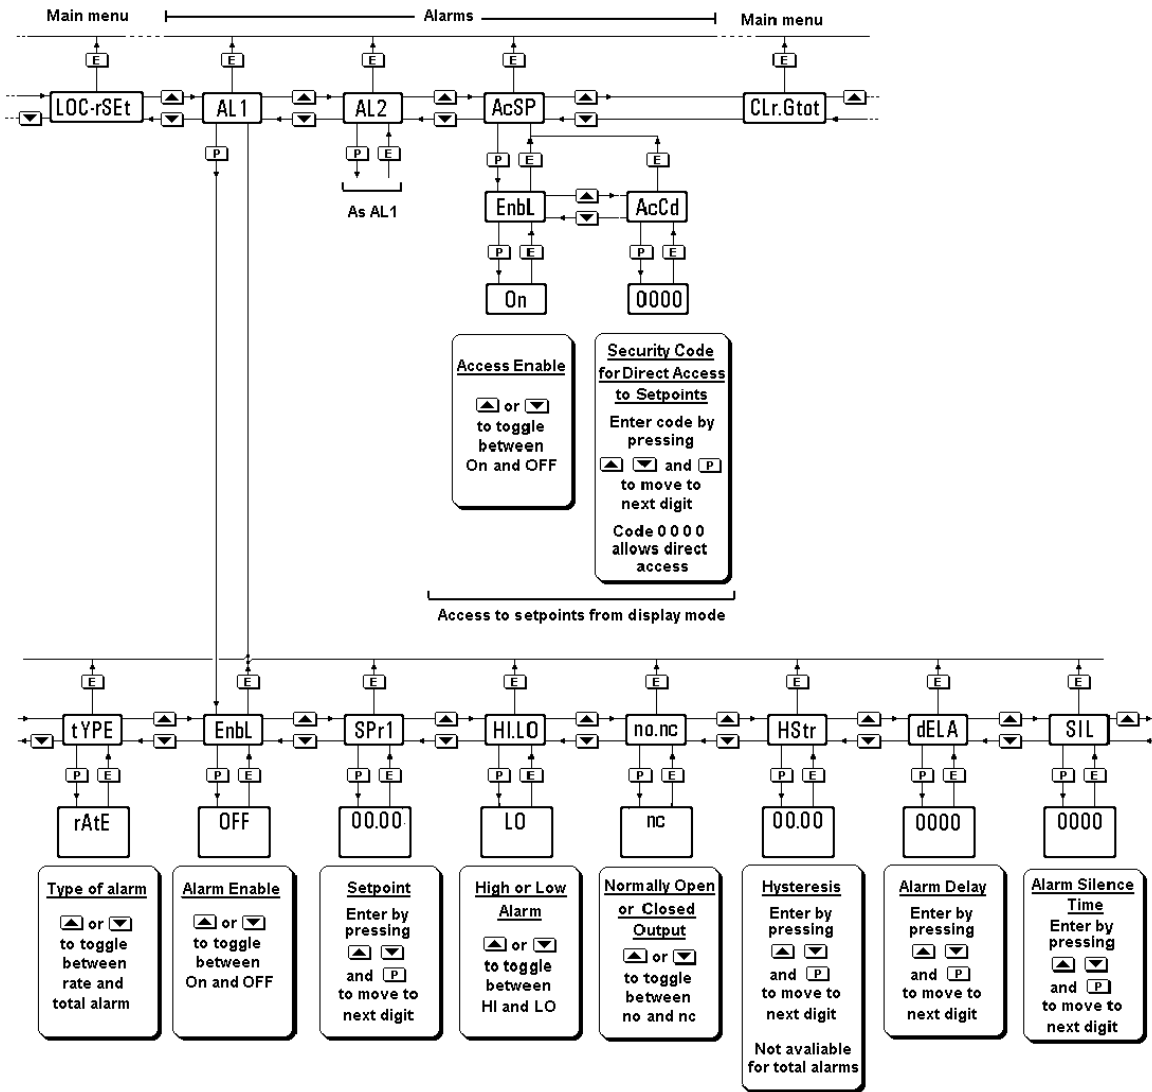 Main menu
Alarms
Main menu
E
E
E
E
E
LOC-rSEt
AL1
AL2
AcSP
CLr.Gtot
P
P
E
P
E
E
As AL1
EnbL
AcCd
P
E
P
E
On
0000
Access Enable
or
to toggle
between
On and OFF
Security Code
for Direct Access
to Setpoints
Enter code by
pressing
and P
to move to
next digit
Code 0 0 0 0
allows direct
access
Access to setpoints from display mode
E
E
E
E
E
E
E
E
tYPE
EnbL
SPr1
HI.LO
no.nc
HStr
dELA
SIL
P
E
P
E
P
E
P
E
P
E
P
E
P
E
P
E
rAtE
OFF
00.00
LO
nc
00.00
0000
0000
Type of alarm
or
to toggle
between
rate and
total alarm
Alarm Enable
or
to toggle
between
On and OFF
Setpoint
Enter by
pressing
and P
to move to
next digit
High or Low
Alarm
or
to toggle
between
HI and LO
Normally Open
or Closed
Output
or
to toggle
between
no and nc
Hysteresis
Enter by
pressing
and P
to move to
next digit
Not avaliable
for total alarms
Alarm Delay
Enter by
pressing
and P
to move to
next digit
Alarm Silence
Time
Enter by
pressing
and P
to move to
next digit